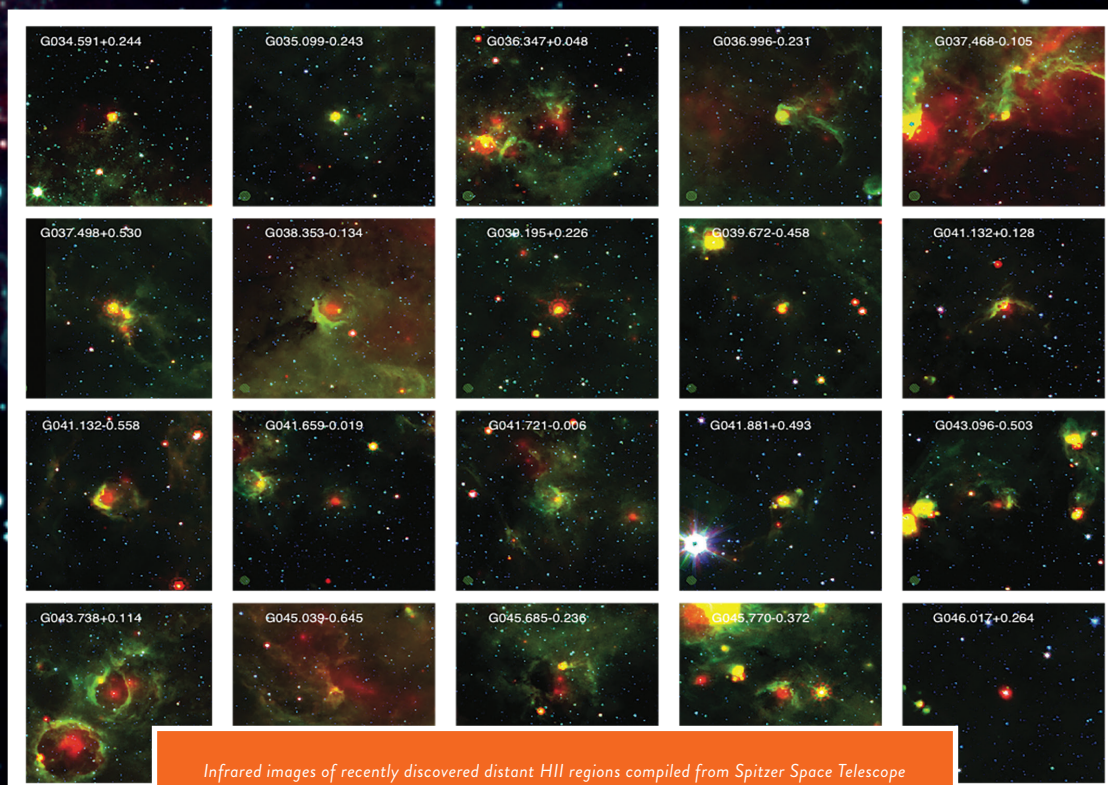 G034.591+0.244
G035.099-0.243
G036.347+0.048
G036.996-0.231
G037.468-0.105
G037.498+0.530
G038.353-0.134
G039.195+0.226
G039.672-0.458
G041.132+0.128
G041.132-0.558
G041.659-0.019
G041.721-0.006
G041.881+0.493
G043.096-0.503
G043.738+0.114
G045.039-0.645
G045.685-0.236
G045.770-0.372
G046.017+0.264
Infrared images of recently discovered distant HII regions compiled from Spitzer Space Telescope